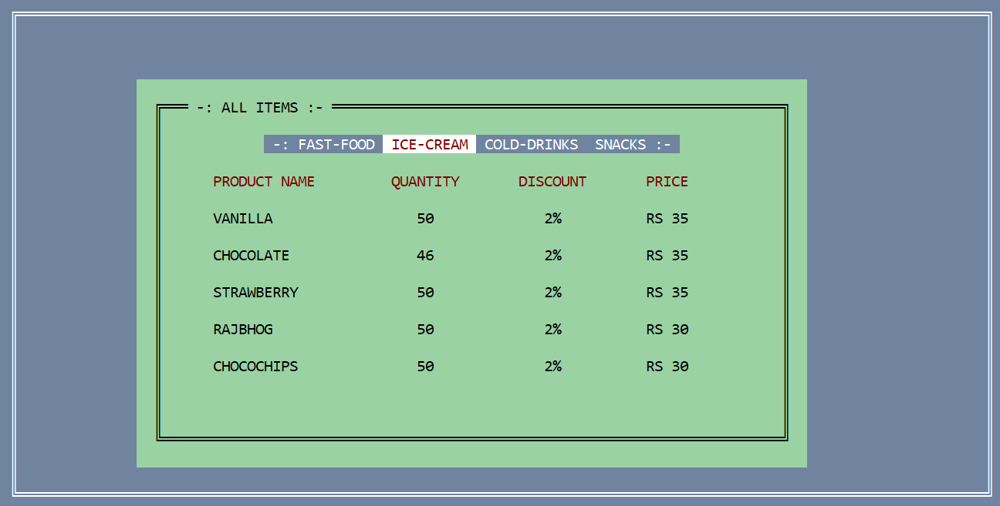 -: ALL ITEMS :-
-: FAST-FOOD ICE-CREAM COLD-DRINKS SNACKS :-
PRODUCT NAME QUANTITY DISCOUNT PRICE
VANILLA 50 2% RS 35
CHOCOLATE 46 2% RS 35
STRAWBERRY 50 2% RS 35
RAJBHOG 50 2% RS 30
CHOCOCHIPS 50 2% RS 30